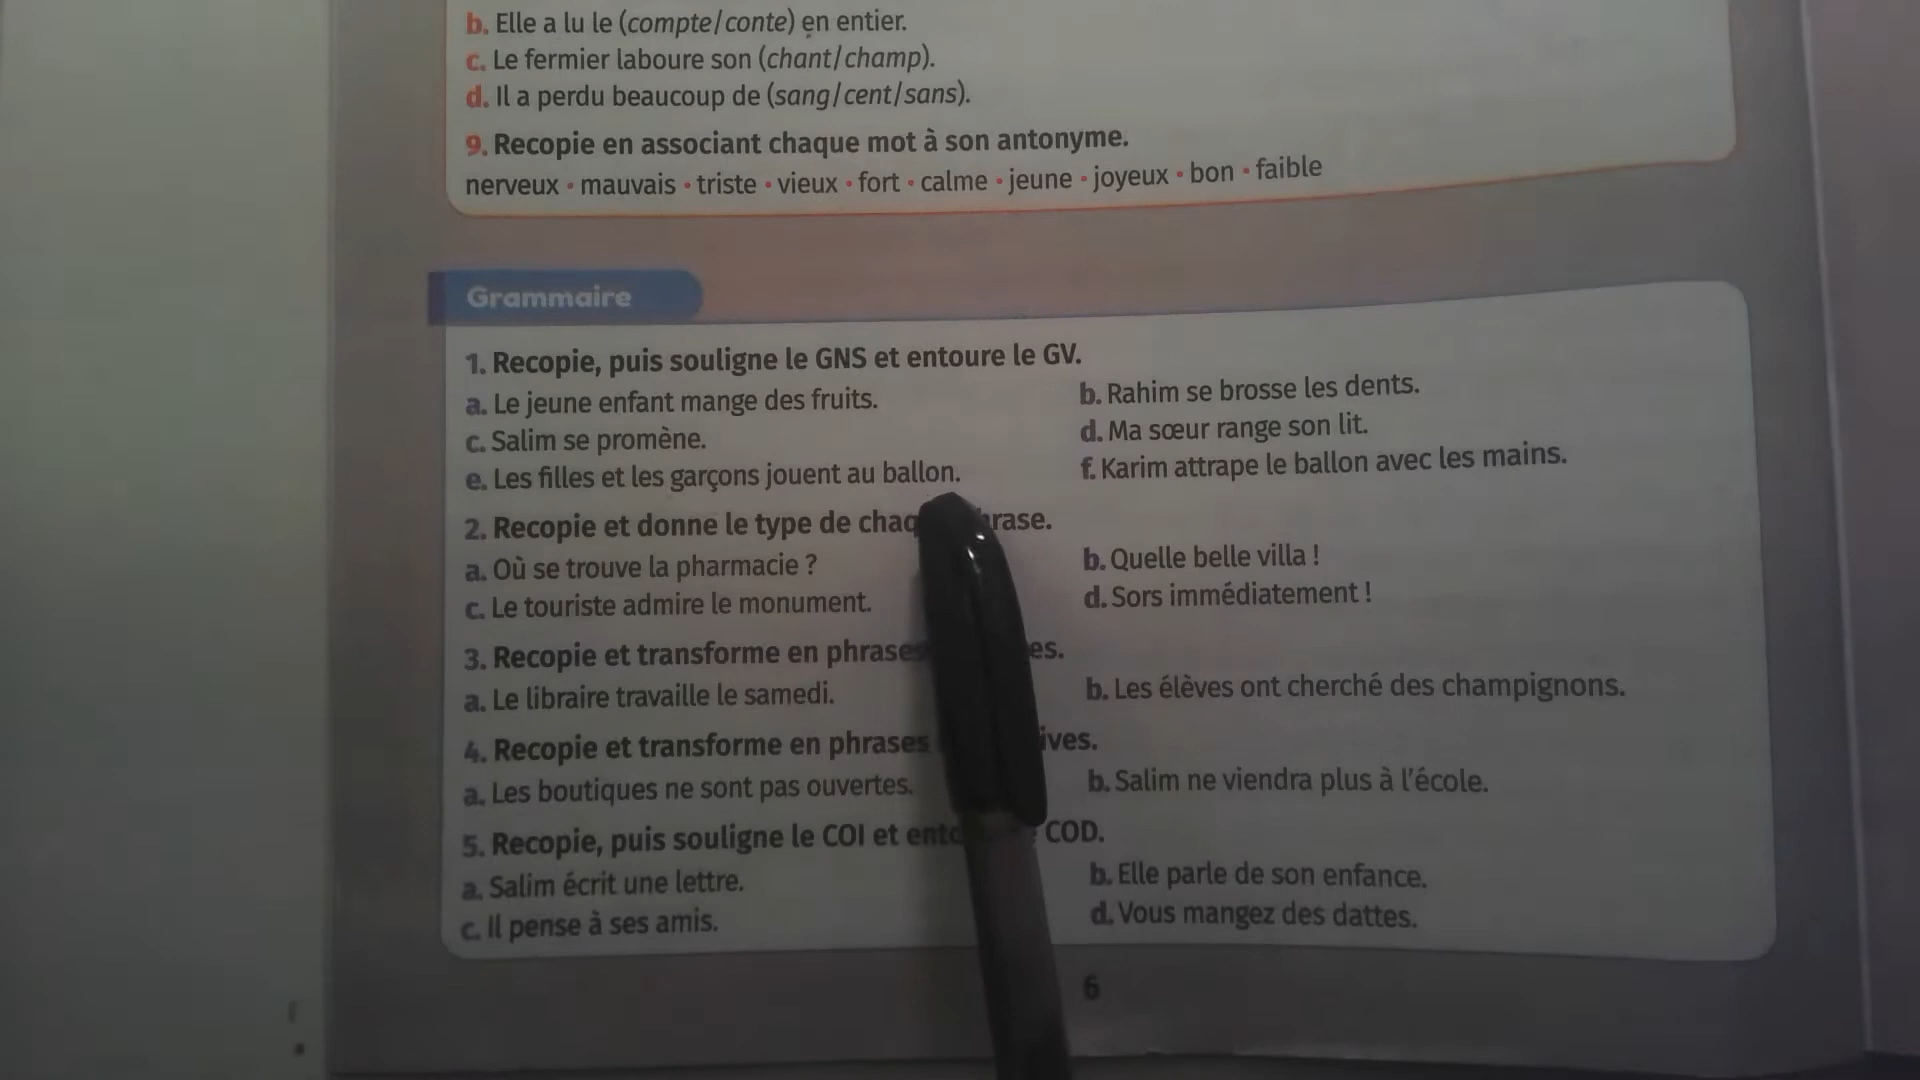 b. Elle a lu le (compte/conte) en entier.
c. Le fermier laboure son (chant/champ).
d. Il a perdu beaucoup de (sang/cent/sans).
9. Recopie en associant chaque mot à son antonyme.
nerveux • mauvais • triste • vieux • fort • calme • jeune • joyeux • bon • faible
Grammaire
1. Recopie, puis souligne le GNS et entoure le GV.
a. Le jeune enfant mange des fruits.
b. Rahim se brosse les dents.
c. Salim se promène.
d. Ma sœur range son lit.
e. Les filles et les garçons jouent au ballon.
f. Karim attrape le ballon avec les mains.
2. Recopie et donne le type de
a. Où se trouve la pharmacie ?
b. Quelle belle villa !
c. Le touriste admire le monument.
d. Sors immédiatement !
3. Recopie et transforme en phrases
a. Le libraire travaille le samedi.
b. Les élèves ont cherché des champignons.
4. Recopie et transforme en phrases
a. Les boutiques ne sont pas ouvertes.
b. Salim ne viendra plus à l'école.
5. Recopie, puis souligne le COI et COD.
a. Salim écrit une lettre.
b. Elle parle de son enfance.
c. Il pense à ses amis.
d. Vous mangez des dattes.
6